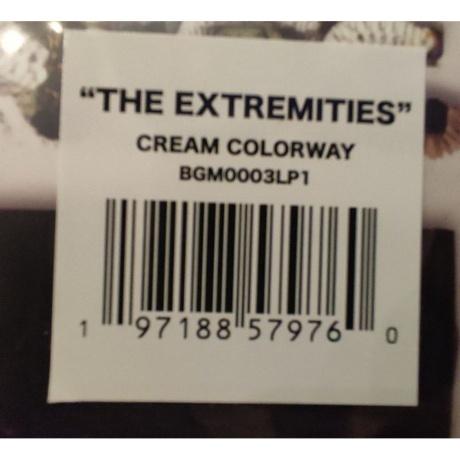 “THE EXTREMITIES”
CREAM COLORWAY
BGM0003LP1
1 97188 57976 0